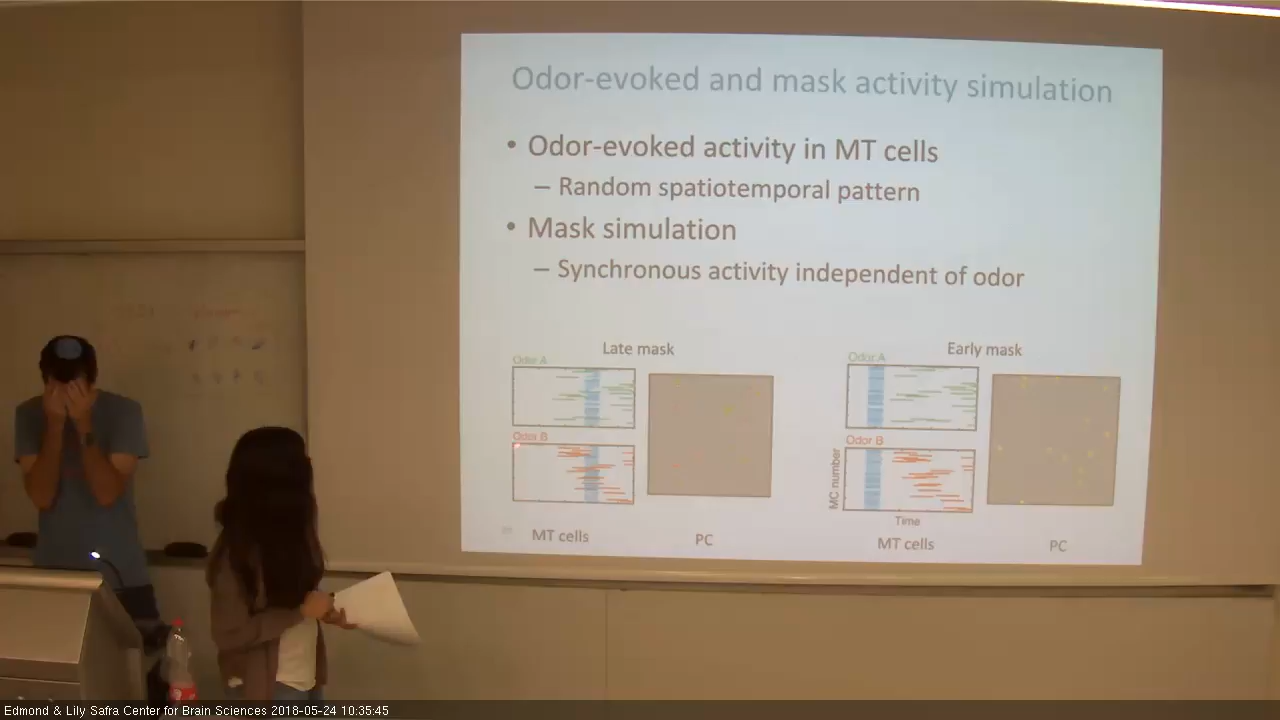 Odor-evoked and mask activity simulation
• Odor-evoked activity in MT cells
– Random spatiotemporal pattern
• Mask simulation
– Synchronous activity independent of odor
Late mask
Odor A
Odor B
MT cells
PC
Early mask
Odor A
Odor B
MC number
Time
MT cells
PC
Edmond & Lily Safra Center for Brain Sciences 2018-05-24 10:35:45